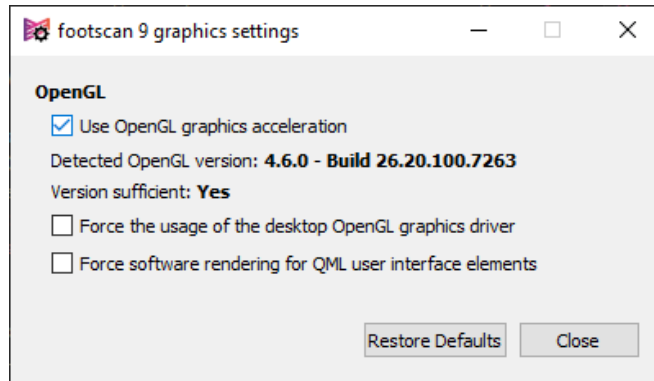 footscan 9 graphics settings
OpenGL
Use OpenGL graphics acceleration
Detected OpenGL version: 4.6.0 - Build 26.20.100.7263
Version sufficient: Yes
Force the usage of the desktop OpenGL graphics driver
Force software rendering for QML user interface elements
Restore Defaults Close